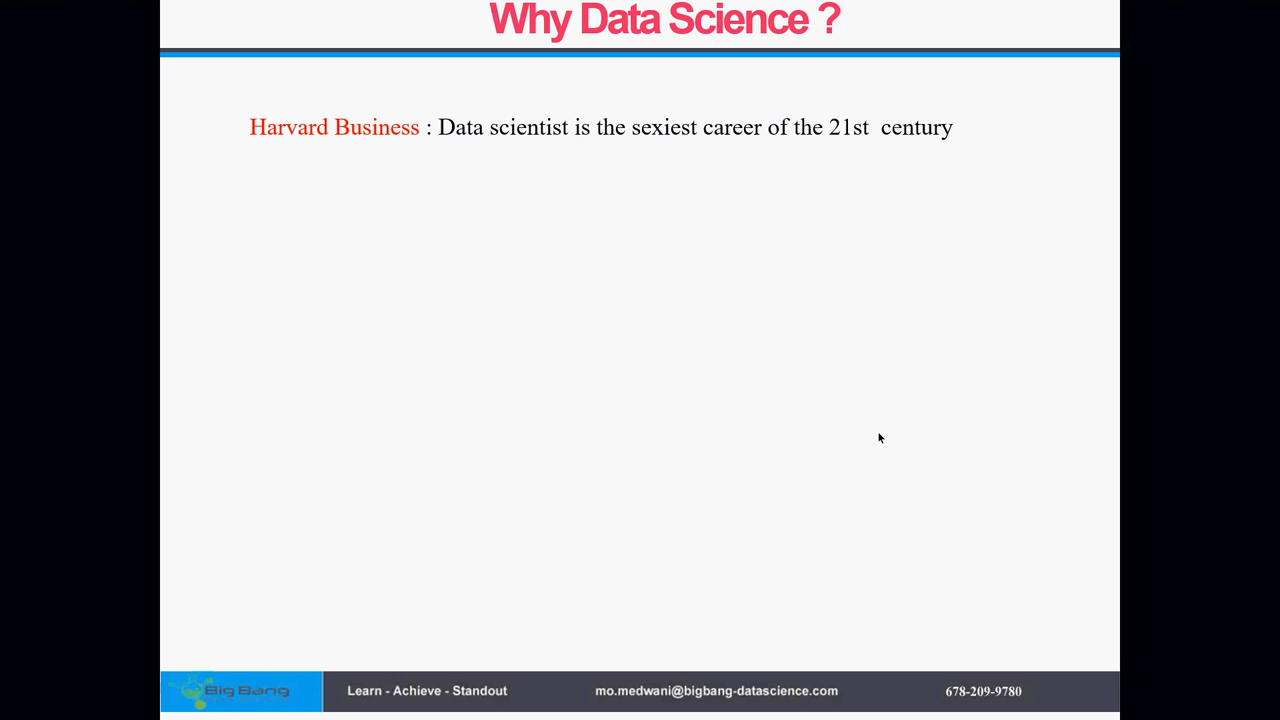 Why Data Science ?
Harvard Business : Data scientist is the sexiest career of the 21st  century
Big Bang
Learn - Achieve - Standout
mo.medwani@bigbang-datascience.com
678-209-9780